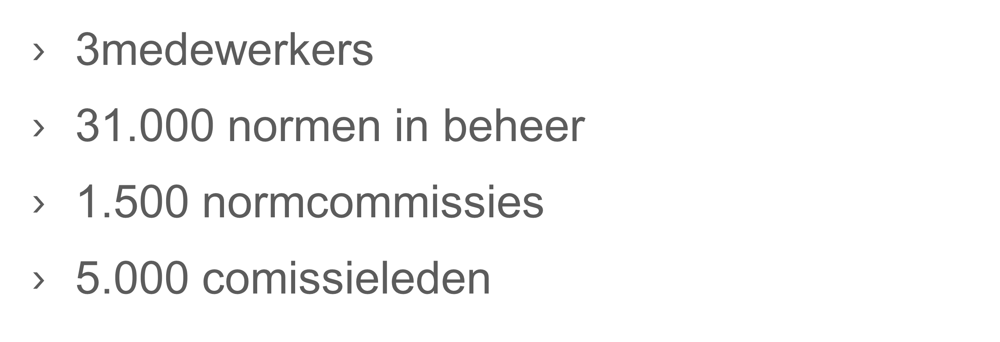 › 3medewerkers
› 31.000 normen in beheer
› 1.500 normcommissies
› 5.000 comissieleden